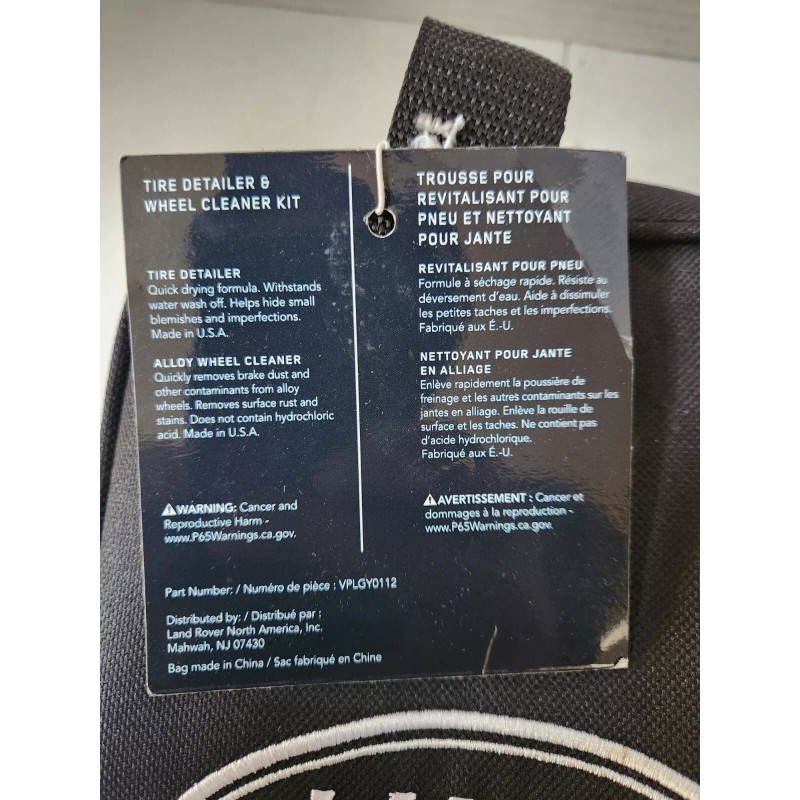 TIRE DETAILER &
WHEEL CLEANER KIT
TIRE DETAILER
Quick drying formula. Withstands
water wash off. Helps hide small
blemishes and imperfections.
Made in U.S.A.
ALLOY WHEEL CLEANER
Quickly removes brake dust and
other contaminants from alloy
wheels. Removes surface rust and
stains. Does not contain hydrochloric
acid. Made in U.S.A.
WARNING: Cancer and
Reproductive Harm -
www.P65Warnings.ca.gov.
TROUSSE POUR
REVITALISANT POUR
PNEU ET NETTOYANT
POUR JANTE
REVITALISANT POUR PNEU
Formule à séchage rapide. Résiste au
déversement d'eau. Aide à dissimuler
les petites taches et les imperfections.
Fabriqué aux É.-U.
NETTOYANT POUR JANTE
EN ALLIAGE
Enlève rapidement la poussière de
freinage et les autres contaminants sur les
jantes en alliage. Enlève la rouille de
surface et les taches. Ne contient pas
d'acide hydrochlorique.
Fabriqué aux É.-U.
AVERTISSEMENT : Cancer et
dommages à la reproduction -
www.P65Warnings.ca.gov.
Part Number: / Numéro de pièce : VPLGY0112
Distributed by: / Distribué par :
Land Rover North America, Inc.
Mahwah, NJ 07430
Bag made in China / Sac fabriqué en Chine